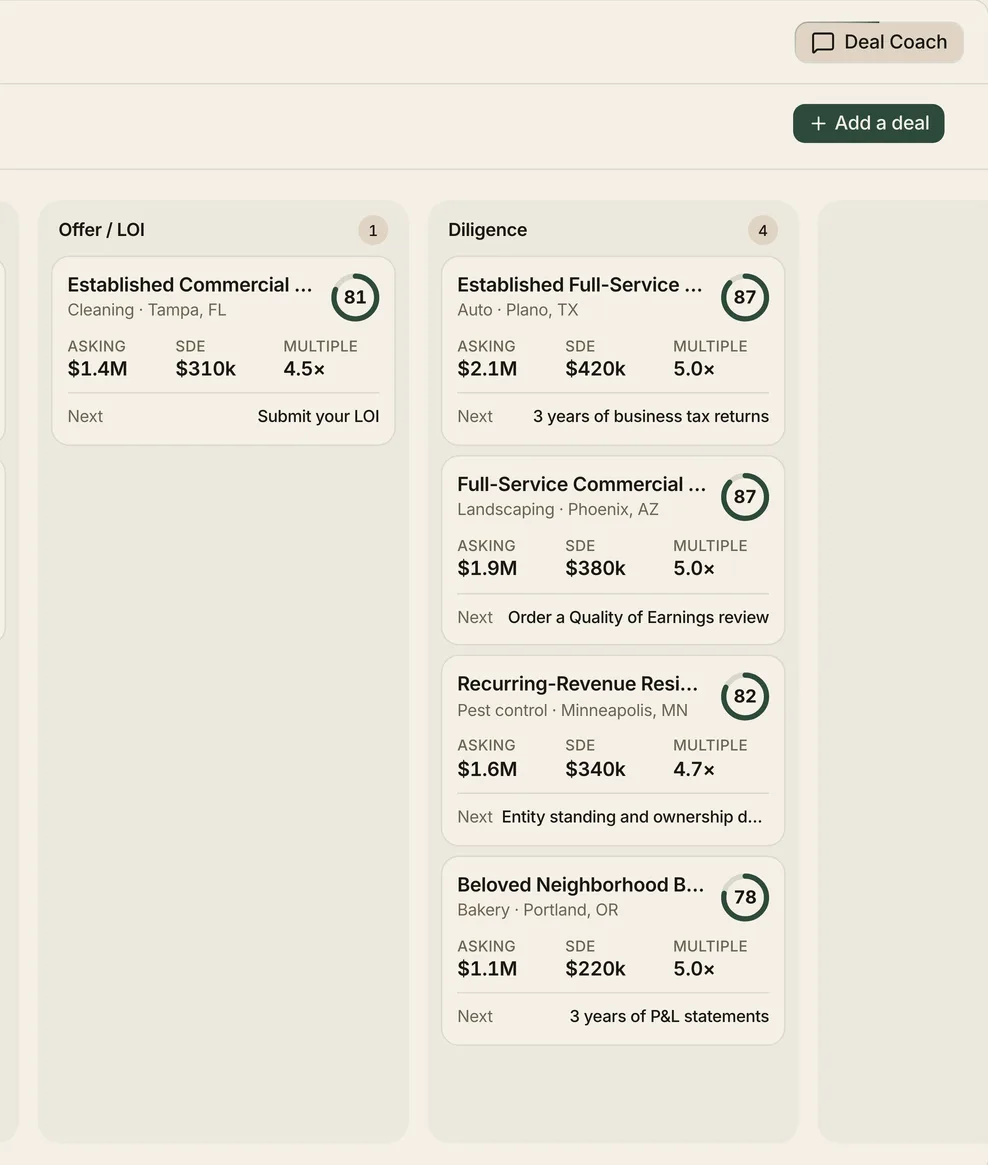 Deal Coach
+ Add a deal
Offer / LOI
1
Established Commercial ...
81
Cleaning · Tampa, FL
ASKING SDE MULTIPLE
$1.4M $310k 4.5×
Next Submit your LOI
Diligence
4
Established Full-Service ...
87
Auto · Plano, TX
ASKING SDE MULTIPLE
$2.1M $420k 5.0×
Next 3 years of business tax returns
Full-Service Commercial ...
87
Landscaping · Phoenix, AZ
ASKING SDE MULTIPLE
$1.9M $380k 5.0×
Next Order a Quality of Earnings review
Recurring-Revenue Resi...
82
Pest control · Minneapolis, MN
ASKING SDE MULTIPLE
$1.6M $340k 4.7×
Next Entity standing and ownership d...
Beloved Neighborhood B...
78
Bakery · Portland, OR
ASKING SDE MULTIPLE
$1.1M $220k 5.0×
Next 3 years of P&L statements